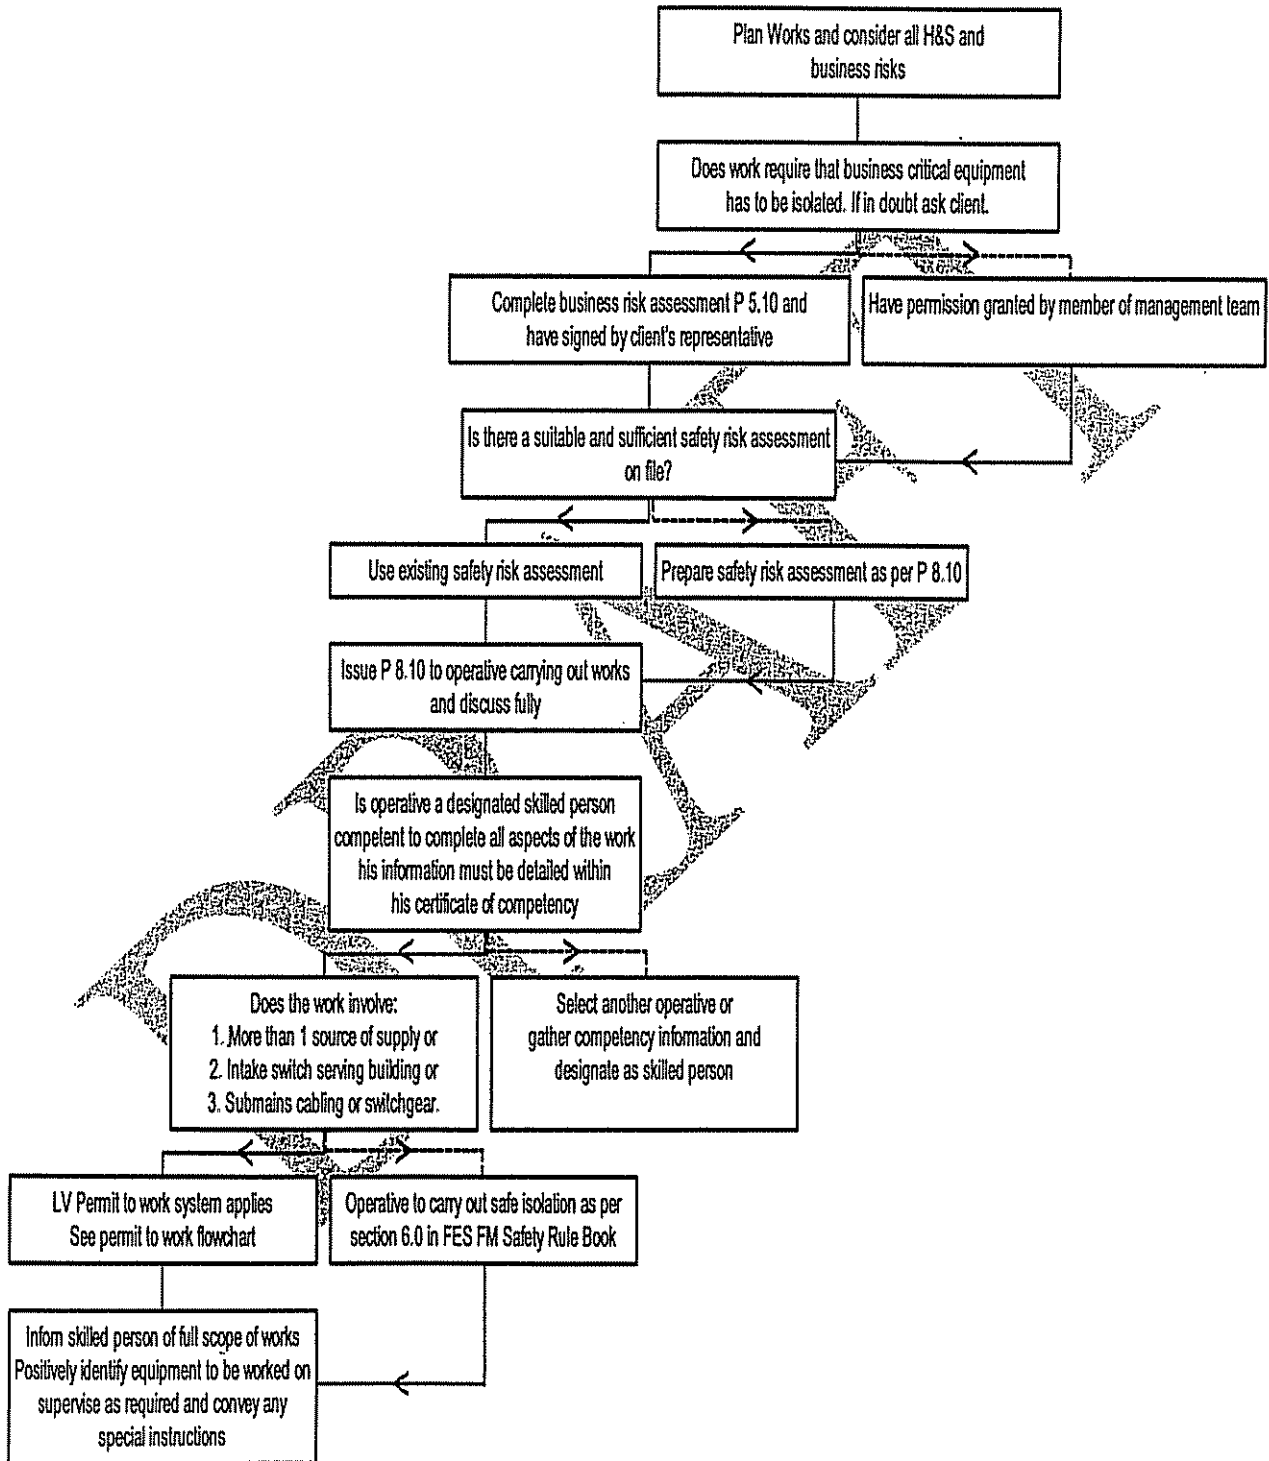 Plan Works and consider all H&S and
business risks
Does work require that business critical equipment
has to be isolated. If in doubt ask client.
Complete business risk assessment P 5.10 and
have signed by client's representative
Have permission granted by member of management team
Is there a suitable and sufficient safety risk assessment
on file?
Use existing safety risk assessment
Prepare safety risk assessment as per P 8.10
Issue P 8.10 to operative carrying out works
and discuss fully
Is operative a designated skilled person
competent to complete all aspects of the work
his information must be detailed within
his certificate of competency
Does the work involve:
1. More than 1 source of supply or
2. Intake switch serving building or
3. Submains cabling or switchgear.
Select another operative or
gather competency information and
designate as skilled person
LV Permit to work system applies
See permit to work flowchart
Operative to carry out safe isolation as per
section 6.0 in FES FM Safety Rule Book
Inform skilled person of full scope of works
Positively identify equipment to be worked on
supervise as required and convey any
special instructions